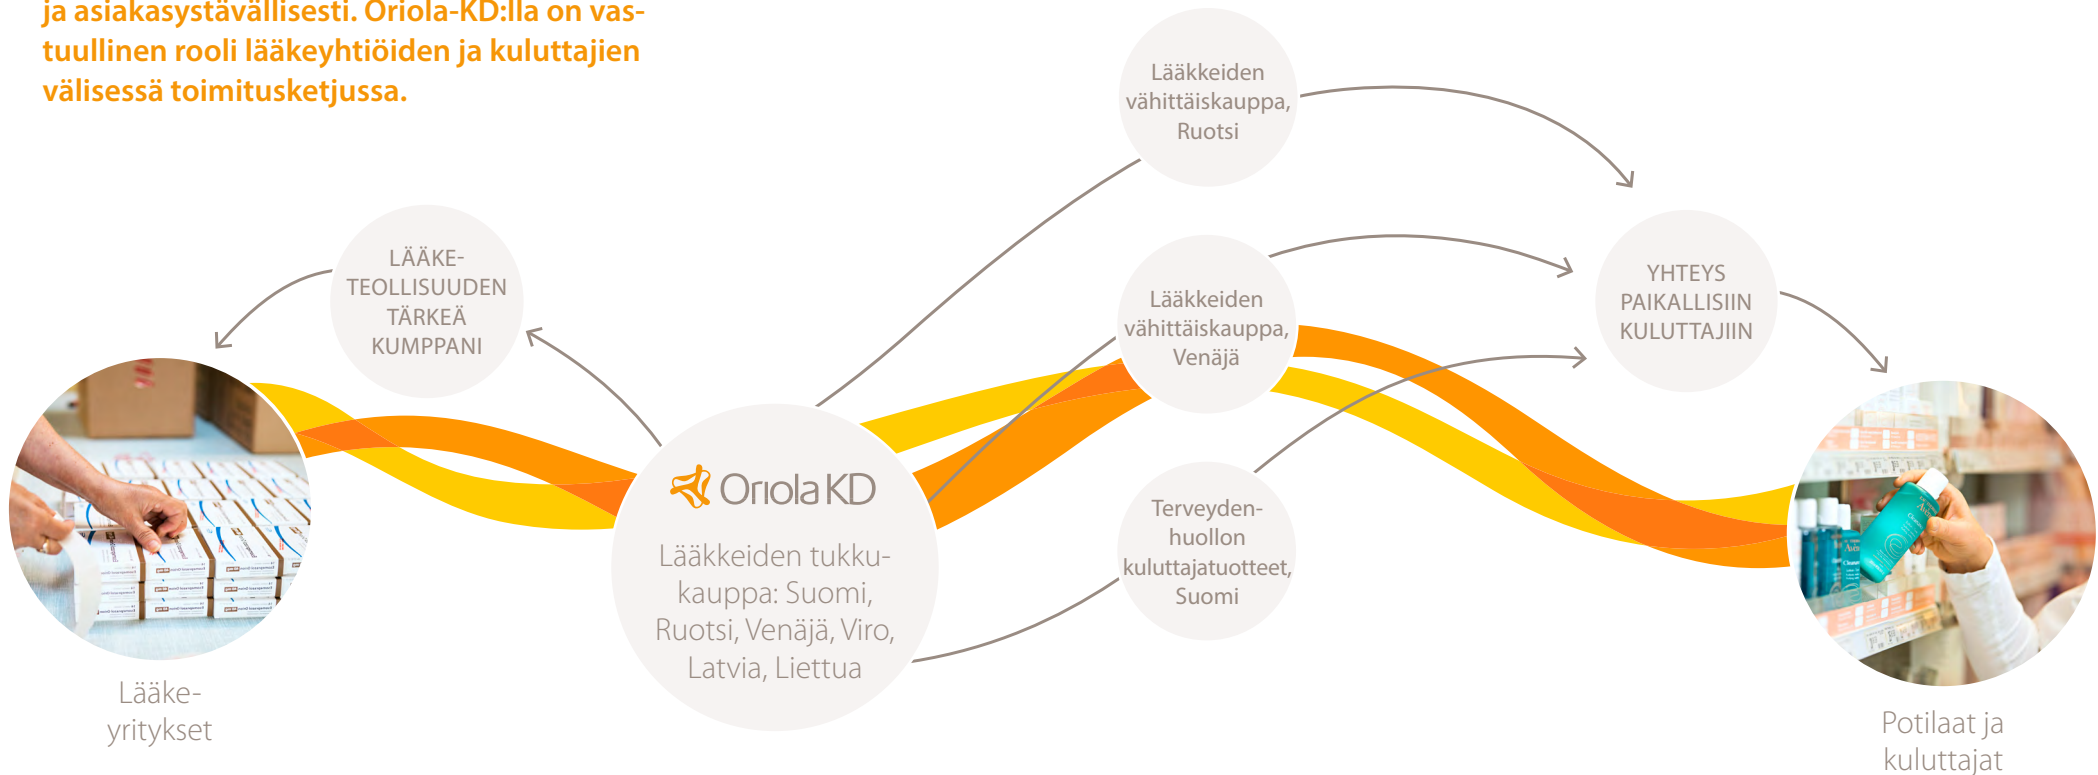 ja asiakasystävällisesti. Oriola-KD:lla on vas-
tuullinen rooli lääkeyhtiöiden ja kuluttajien
välisessä toimitusketjussa.
Lääkkeiden
vähittäiskauppa,
Ruotsi
LÄÄKE-
TEOLLISUUDEN
TÄRKEÄ
KUMPPANI
Lääkkeiden
vähittäiskauppa,
Venäjä
YHTEYS
PAIKALLISIIN
KULUTTAJIIN
Oriola KD
Lääkkeiden tukku-
kauppa: Suomi,
Ruotsi, Venäjä, Viro,
Latvia, Liettua
Terveyden-
huollon
kuluttajatuotteet,
Suomi
Lääke-
yritykset
Potilaat ja
kuluttajat